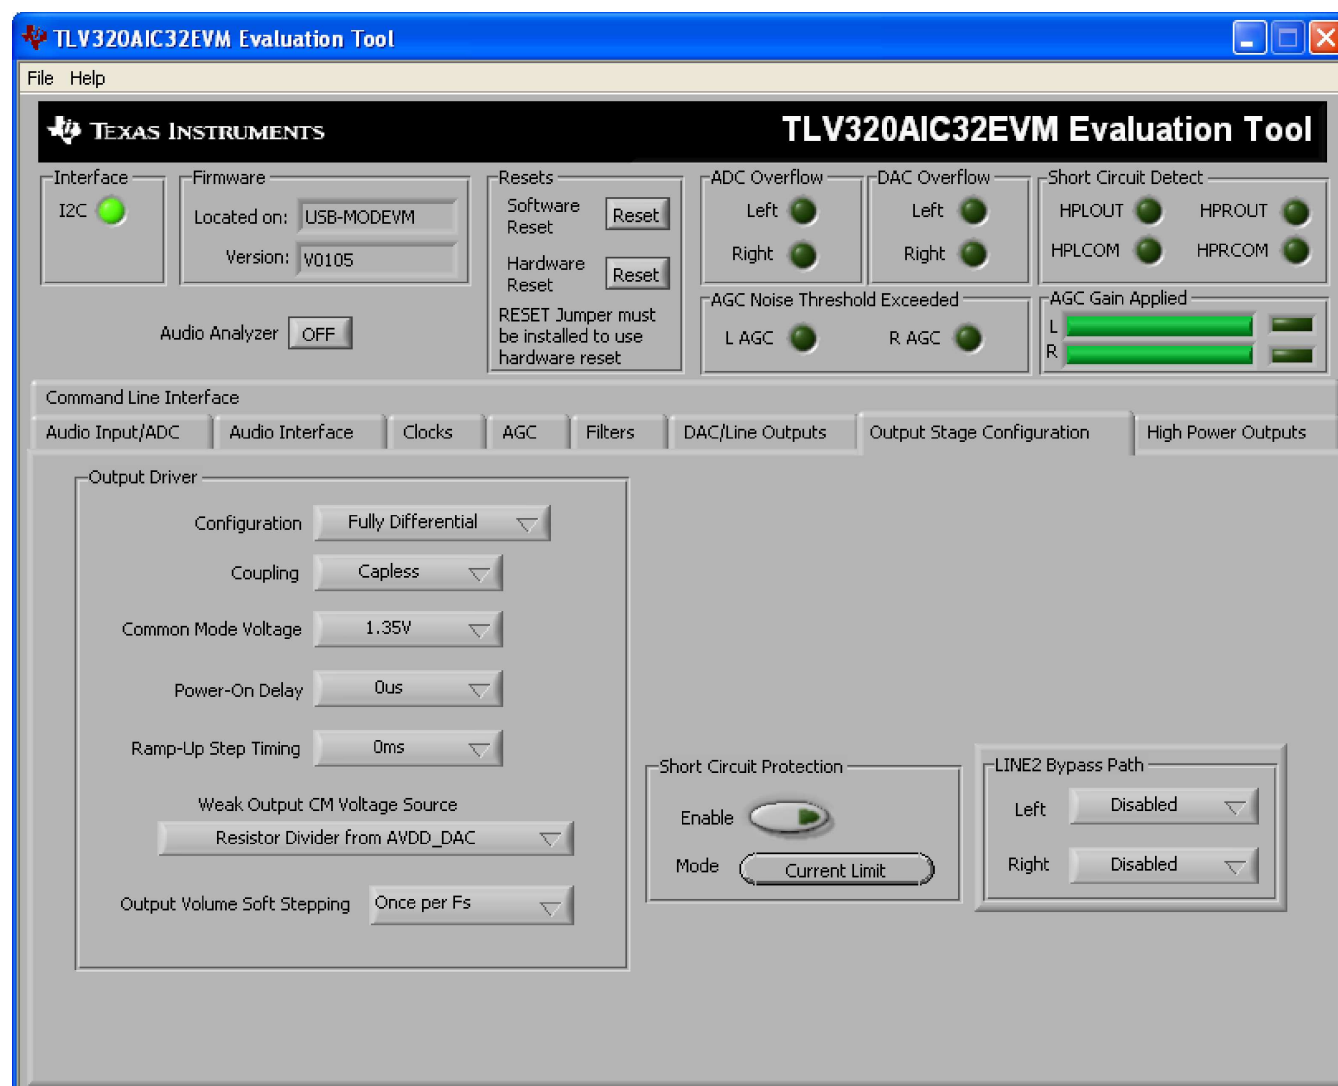 TLV320AIC32EVM Evaluation Tool
File Help
TEXAS INSTRUMENTS
TLV320AIC32EVM Evaluation Tool
Interface
I2C
Firmware
Located on: USB-MODEVM
Version: V0105
Audio Analyzer OFF
Resets
Software
Reset
Reset
Hardware
Reset
Reset
RESET Jumper must
be installed to use
hardware reset
ADC Overflow
Left
Right
DAC Overflow
Left
Right
Short Circuit Detect
HPLOUT HPROUT
HPLCOM HPRCOM
AGC Noise Threshold Exceeded
L AGC R AGC
AGC Gain Applied
L
R
Command Line Interface
Audio Input/ADC Audio Interface Clocks AGC Filters DAC/Line Outputs Output Stage Configuration High Power Outputs
Output Driver
Configuration Fully Differential
Coupling Capless
Common Mode Voltage 1.35V
Power-On Delay 0us
Ramp-Up Step Timing 0ms
Weak Output CM Voltage Source
Resistor Divider from AVDD_DAC
Output Volume Soft Stepping Once per Fs
Short Circuit Protection
Enable
Mode Current Limit
LINE2 Bypass Path
Left Disabled
Right Disabled